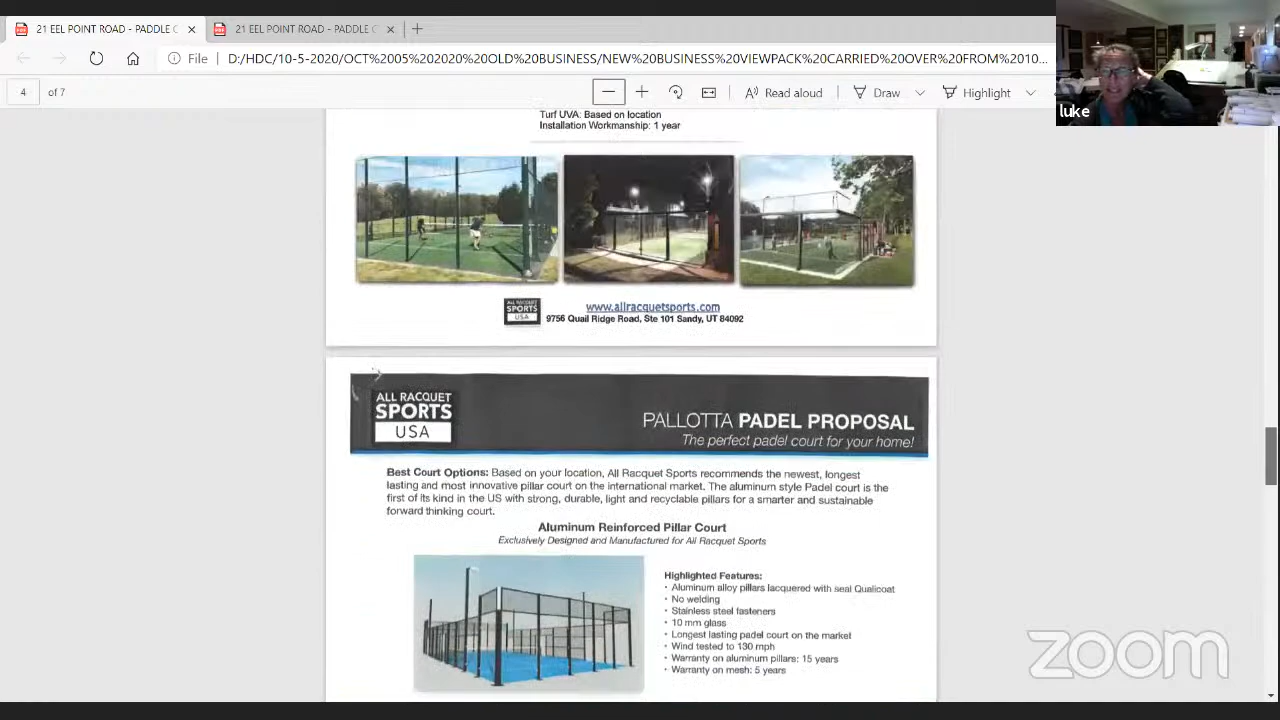 21 EEL POINT ROAD - PADDLE C
21 EEL POINT ROAD - PADDLE C
File
D:/HDC/10-5-2020/OCT%2005%202020%20OLD%20BUSINESS/NEW%20BUSINESS%20VIEWPACK%20CARRIED%20OVER%20FROM%2010...
4 of 7
Read aloud
Draw
Highlight
luke
Turf UVA: Based on location
Installation Workmanship: 1 year
ALL RACQUET
SPORTS
USA
www.allracquetsports.com
9756 Quail Ridge Road, Ste 101 Sandy, UT 84092
ALL RACQUET
SPORTS
USA
PALLOTTA PADEL PROPOSAL
The perfect padel court for your home!
Best Court Options: Based on your location, All Racquet Sports recommends the newest, longest
lasting and most innovative pillar court on the international market. The aluminum style Padel court is the
first of its kind in the US with strong, durable, light and recyclable pillars for a smarter and sustainable
forward thinking court.
Aluminum Reinforced Pillar Court
Exclusively Designed and Manufactured for All Racquet Sports
Highlighted Features:
• Aluminum alloy pillars lacquered with seal Qualicoat
• No welding
• Stainless steel fasteners
• 10 mm glass
• Longest lasting padel court on the market
• Wind tested to 130 mph
• Warranty on aluminum pillars: 15 years
• Warranty on mesh: 5 years
zoom